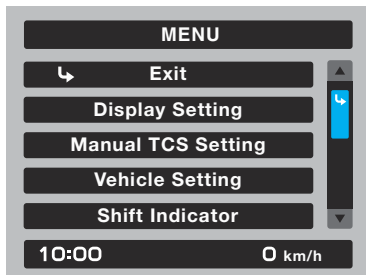 MENU
Exit
Display Setting
Manual TCS Setting
Vehicle Setting
Shift Indicator
10:00 0 km/h